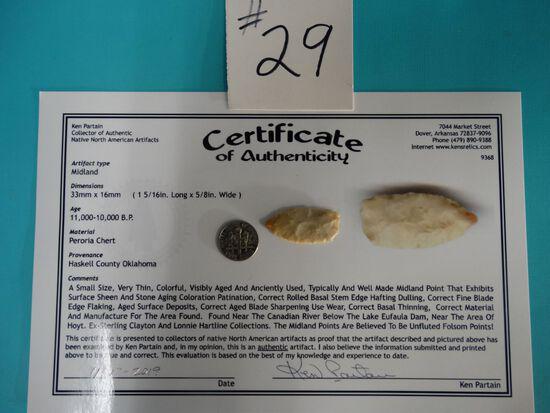 #29
Ken Partain
Collector of Authentic
Native North American Artifacts
Certificate
of Authenticity
7044 Market Street
Dover, Arkansas 72837-9096
Phone (479) 890-9388
Internet www.kensrelics.com
9368
Artifact type
Midland
Dimensions
33mm x 16mm ( 1 5/16in. Long x 5/8in. Wide )
Age
11,000-10,000 B.P.
Material
Peroria Chert
Provenance
Haskell County Oklahoma
Comments
A Small Size, Very Thin, Colorful, Visibly Aged And Anciently Used, Typically And Well Made Midland Point That Exhibits
Surface Sheen And Stone Aging Coloration Patination, Correct Rolled Basal Stem Edge Hafting Dulling, Correct Fine Blade
Edge Flaking, Aged Surface Deposits, Correct Aged Blade Sharpening Use Wear, Correct Basal Thinning, Correct Material
And Manufacture For The Area Found. Found Near The Canadian River Below The Lake Eufaula Dam, Near The Area Of
Hoyt. Ex-Sterling Clayton And Lonnie Hartline Collections. The Midland Points Are Believed To Be Unfluted Folsom Points!
This certificate is presented to collectors of native North American artifacts as proof that the artifact described and pictured above has
been examined by Ken Partain and, in my opinion, this is an authentic artifact. I also believe the information submitted and printed
above to be true and correct. This evaluation is based on the best of my knowledge and experience to date.
Ken Partain
Date
Ken Partain